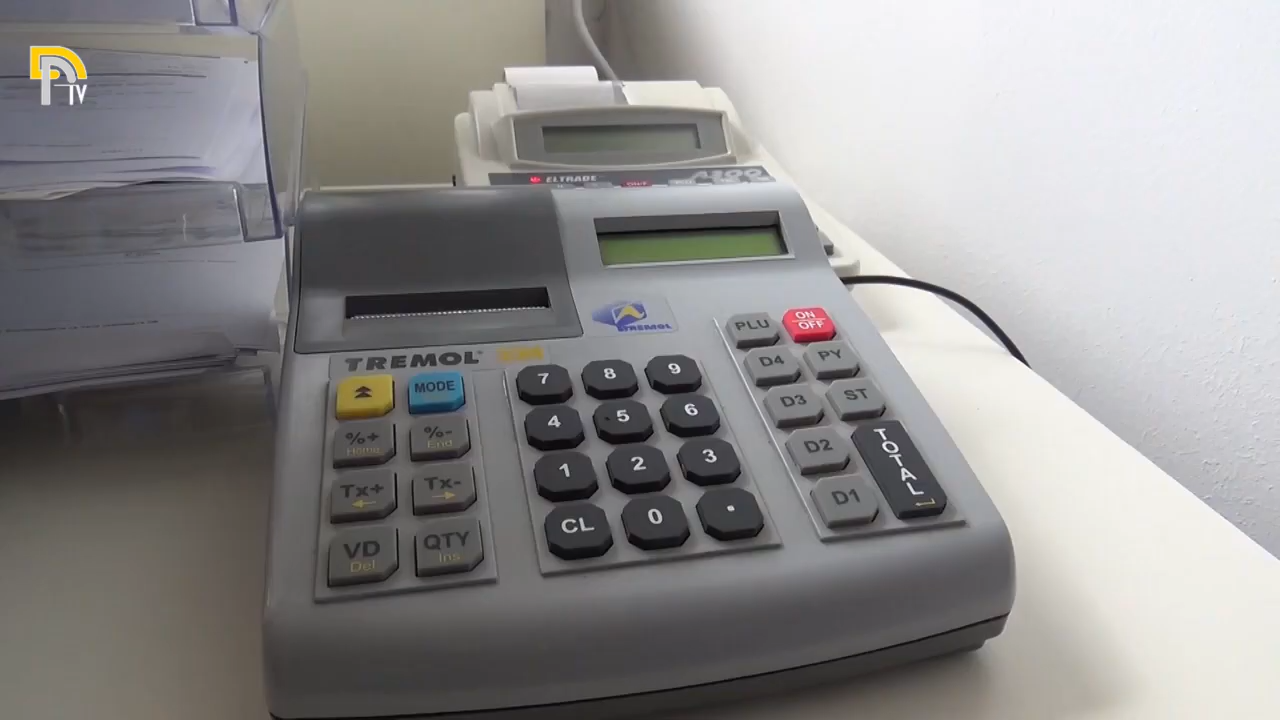 TV
ELTRADE
A300
TREMOL
TREMOL
PLU
ON
OFF
MODE
7
8
9
D4
PY
%+
Home
%-
End
4
5
6
D3
ST
Tx+
←
Tx-
→
1
2
3
D2
TOTAL
VD
Del
QTY
Ins
CL
0
.
D1